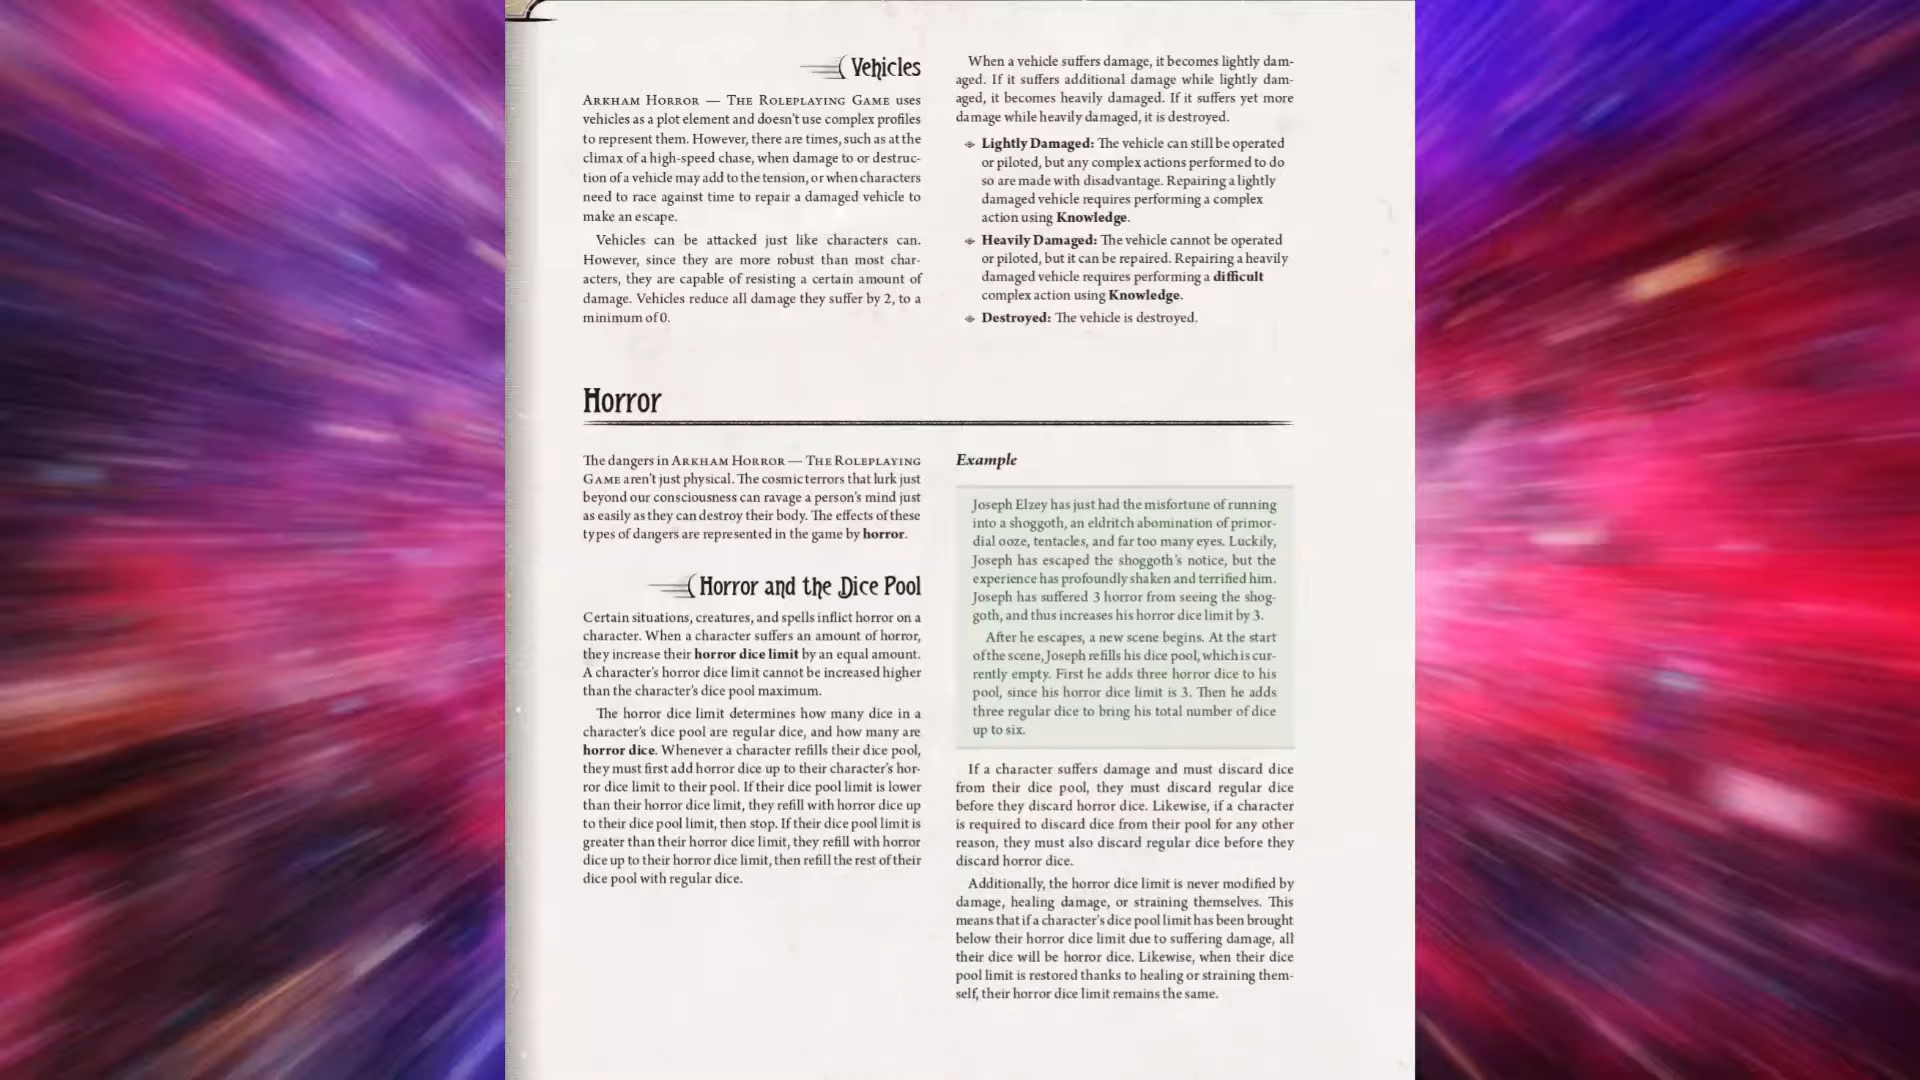 Vehicles
Arkham Horror — The Roleplaying Game uses
vehicles as a plot element and doesn't use complex profiles
to represent them. However, there are times, such as at the
climax of a high-speed chase, when damage to or destruc-
tion of a vehicle may add to the tension, or when characters
need to race against time to repair a damaged vehicle to
make an escape.
Vehicles can be attacked just like characters can.
However, since they are more robust than most char-
acters, they are capable of resisting a certain amount of
damage. Vehicles reduce all damage they suffer by 2, to a
minimum of 0.
When a vehicle suffers damage, it becomes lightly dam-
aged. If it suffers additional damage while lightly dam-
aged, it becomes heavily damaged. If it suffers yet more
damage while heavily damaged, it is destroyed.
Lightly Damaged: The vehicle can still be operated
or piloted, but any complex actions performed to do
so are made with disadvantage. Repairing a lightly
damaged vehicle requires performing a complex
action using Knowledge.
Heavily Damaged: The vehicle cannot be operated
or piloted, but it can be repaired. Repairing a heavily
damaged vehicle requires performing a difficult
complex action using Knowledge.
Destroyed: The vehicle is destroyed.
Horror
The dangers in Arkham Horror — The Roleplaying
Game aren't just physical. The cosmic terrors that lurk just
beyond our consciousness can ravage a person's mind just
as easily as they can destroy their body. The effects of these
types of dangers are represented in the game by horror.
Horror and the Dice Pool
Certain situations, creatures, and spells inflict horror on a
character. When a character suffers an amount of horror,
they increase their horror dice limit by an equal amount.
A character's horror dice limit cannot be increased higher
than the character's dice pool maximum.
The horror dice limit determines how many dice in a
character's dice pool are regular dice, and how many are
horror dice. Whenever a character refills their dice pool,
they must first add horror dice up to their character's hor-
ror dice limit to their pool. If their dice pool limit is lower
than their horror dice limit, they refill with horror dice up
to their dice pool limit, then stop. If their dice pool limit is
greater than their horror dice limit, they refill with horror
dice up to their horror dice limit, then refill the rest of their
dice pool with regular dice.
Example
Joseph Elzey has just had the misfortune of running
into a shoggoth, an eldritch abomination of primor-
dial ooze, tentacles, and far too many eyes. Luckily,
Joseph has escaped the shoggoth's notice, but the
experience has profoundly shaken and terrified him.
Joseph has suffered 3 horror from seeing the shog-
goth, and thus increases his horror dice limit by 3.
After he escapes, a new scene begins. At the start
of the scene, Joseph refills his dice pool, which is cur-
rently empty. First he adds three horror dice to his
pool, since his horror dice limit is 3. Then he adds
three regular dice to bring his total number of dice
up to six.
If a character suffers damage and must discard dice
from their dice pool, they must discard regular dice
before they discard horror dice. Likewise, if a character
is required to discard dice from their pool for any other
reason, they must also discard regular dice before they
discard horror dice.
Additionally, the horror dice limit is never modified by
damage, healing damage, or straining themselves. This
means that if a character's dice pool limit has been brought
below their horror dice limit due to suffering damage, all
their dice will be horror dice. Likewise, when their dice
pool limit is restored thanks to healing or straining them-
self, their horror dice limit remains the same.